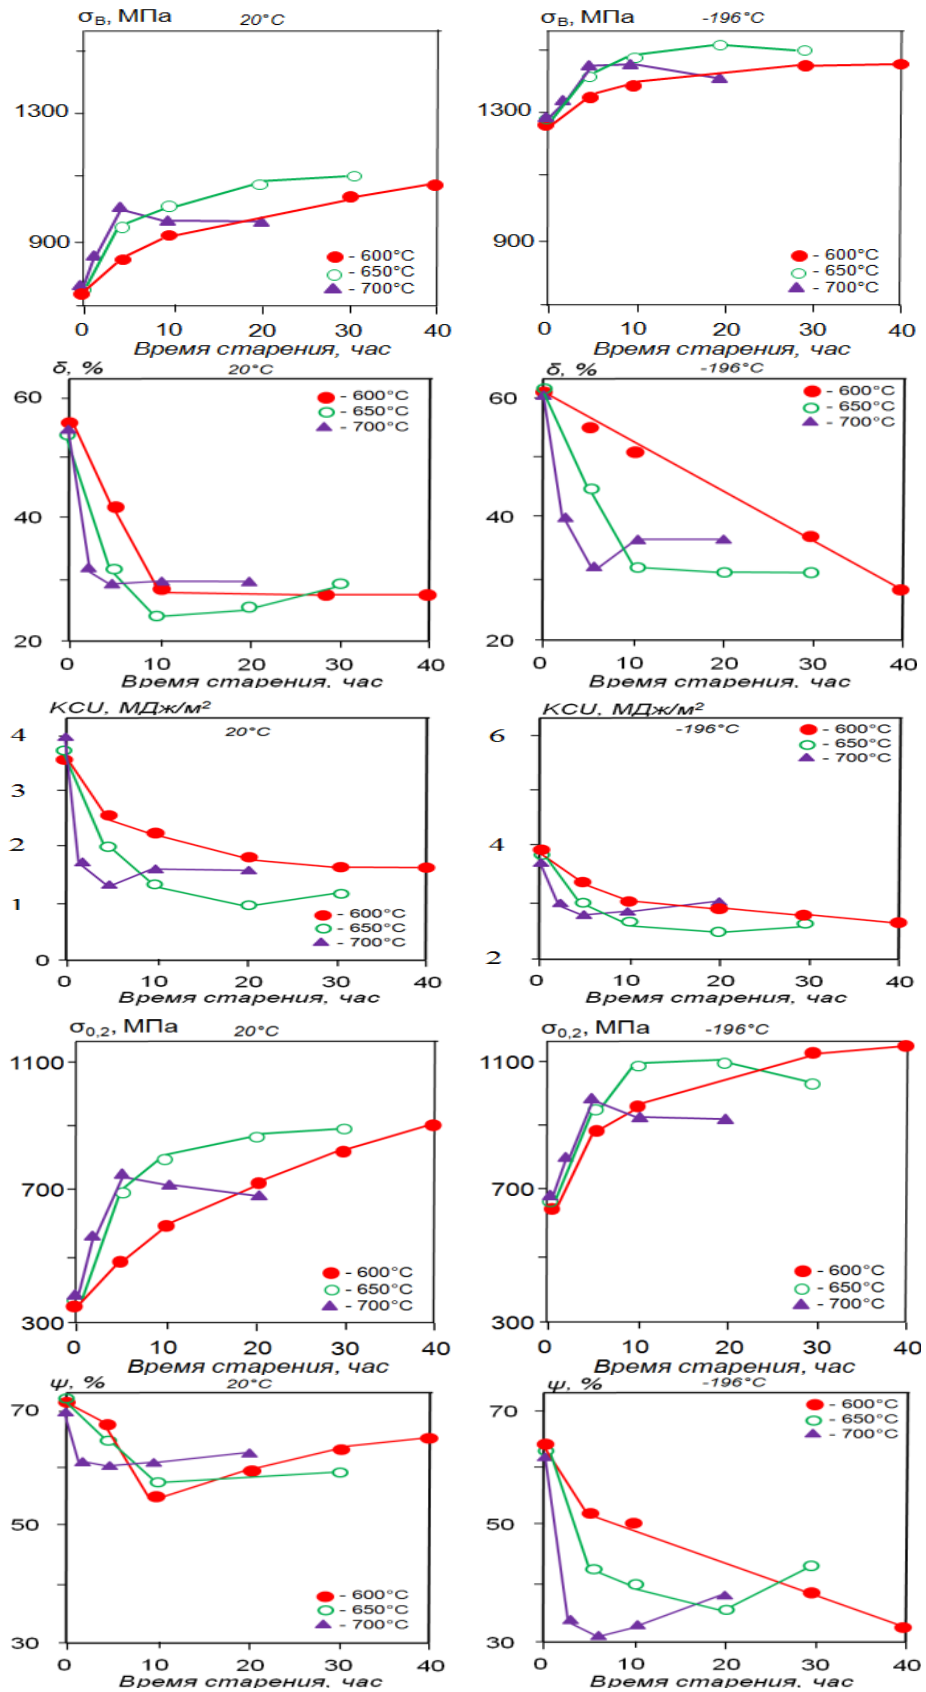 σВ, МПа 20°C
1300
900
- 600°C
- 650°C
- 700°C
0 10 20 30 40
Время старения, час
σВ, МПа -196°C
1300
900
- 600°C
- 650°C
- 700°C
0 10 20 30 40
Время старения, час
δ, % 20°C
60
40
20
- 600°C
- 650°C
- 700°C
0 10 20 30 40
Время старения, час
δ, % -196°C
60
40
20
- 600°C
- 650°C
- 700°C
0 10 20 30 40
Время старения, час
KCU, МДж/м²
20°C
4
3
2
1
0
- 600°C
- 650°C
- 700°C
0 10 20 30 40
Время старения, час
KCU, МДж/м²
-196°C
6
4
2
- 600°C
- 650°C
- 700°C
0 10 20 30 40
Время старения, час
σ0,2, МПа 20°C
1100
700
300
- 600°C
- 650°C
- 700°C
0 10 20 30 40
Время старения, час
σ0,2, МПа -196°C
1100
700
300
- 600°C
- 650°C
- 700°C
0 10 20 30 40
Время старения, час
ψ, % 20°C
70
50
30
- 600°C
- 650°C
- 700°C
0 10 20 30 40
Время старения, час
ψ, % -196°C
70
50
30
- 600°C
- 650°C
- 700°C
0 10 20 30 40
Время старения, час